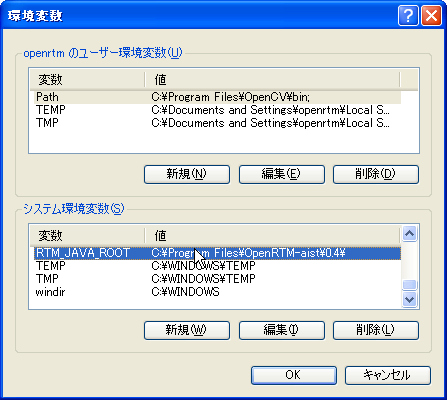 環境変数
openrtm のユーザー環境変数(U)
変数 値
Path C:¥Program Files¥OpenCV¥bin;
TEMP C:¥Documents and Settings¥openrtm¥Local S...
TMP C:¥Documents and Settings¥openrtm¥Local S...
新規(N) 編集(E) 削除(D)
システム環境変数(S)
変数 値
RTM_JAVA_ROOT C:¥Program Files¥OpenRTM-aist¥0.4¥
TEMP C:¥WINDOWS¥TEMP
TMP C:¥WINDOWS¥TEMP
windir C:¥WINDOWS
新規(W) 編集(I) 削除(L)
OK キャンセル